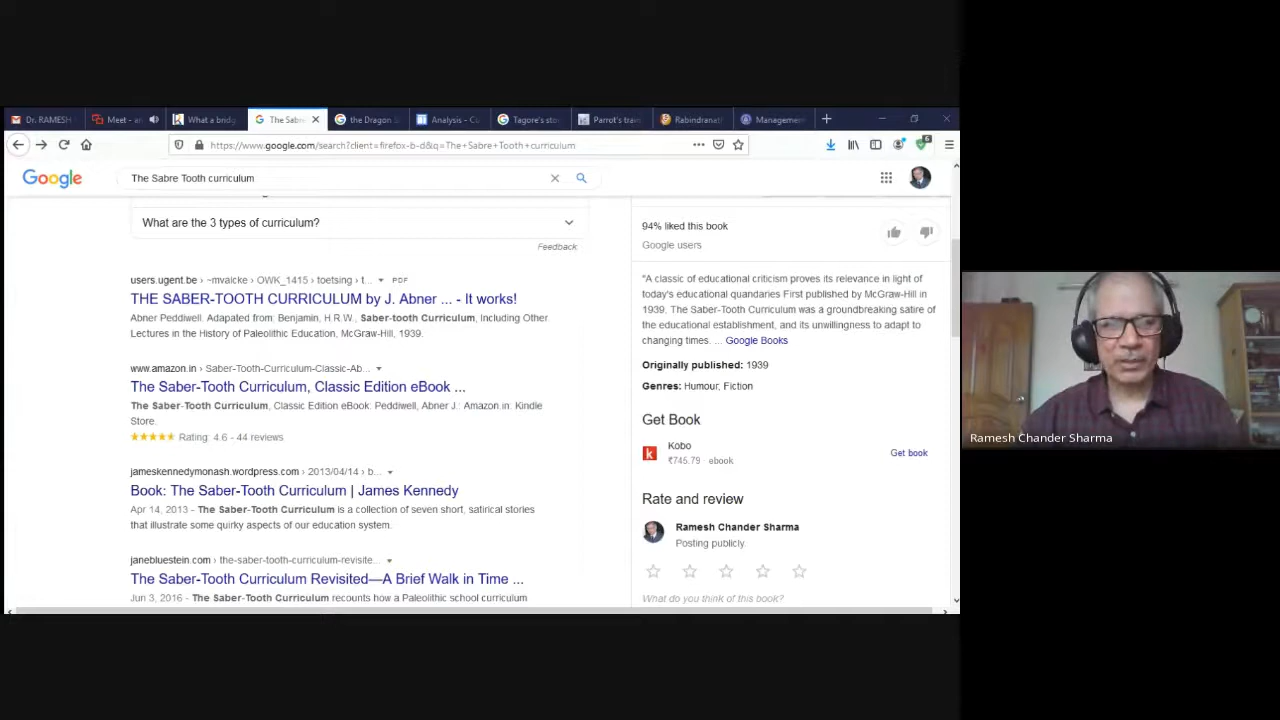 Dr. RAMESH
Meet - an
What a bridg
The Sabr
the Dragon S
Analysis - Cu
Tagore's sto
Parrot's trai
Rabindranat
Management
https://www.google.com/search?client=firefox-b-d&q=The+Sabre+Tooth+curriculum
6
Google
The Sabre Tooth curriculum
What are the 3 types of curriculum?
Feedback
users.ugent.be › ~mvalcke › OWK_1415 › toetsing › t... PDF
THE SABER-TOOTH CURRICULUM by J. Abner ... - It works!
Abner Peddiwell. Adapted from: Benjamin, H.R.W., Saber-tooth Curriculum, Including Other
Lectures in the History of Paleolithic Education, McGraw-Hill, 1939.
www.amazon.in › Saber-Tooth-Curriculum-Classic-Ab...
The Saber-Tooth Curriculum, Classic Edition eBook ...
The Saber-Tooth Curriculum, Classic Edition eBook: Peddiwell, Abner J.: Amazon.in: Kindle
Store.
Rating: 4.6 - 44 reviews
jameskennedymonash.wordpress.com › 2013/04/14 › b...
Book: The Saber-Tooth Curriculum | James Kennedy
Apr 14, 2013 - The Saber-Tooth Curriculum is a collection of seven short, satirical stories
that illustrate some quirky aspects of our education system.
janebluestein.com › the-saber-tooth-curriculum-revisite...
The Saber-Tooth Curriculum Revisited—A Brief Walk in Time ...
Jun 3, 2016 - The Saber-Tooth Curriculum recounts how a Paleolithic school curriculum
94% liked this book
Google users
"A classic of educational criticism proves its relevance in light of
today's educational quandaries First published by McGraw-Hill in
1939, The Saber-Tooth Curriculum was a groundbreaking satire of
the educational establishment, and its unwillingness to adapt to
changing times. ... Google Books
Originally published: 1939
Genres: Humour, Fiction
Get Book
Kobo
₹745.79 ebook
Get book
Rate and review
Ramesh Chander Sharma
Posting publicly.
What do you think of this book?
Ramesh Chander Sharma